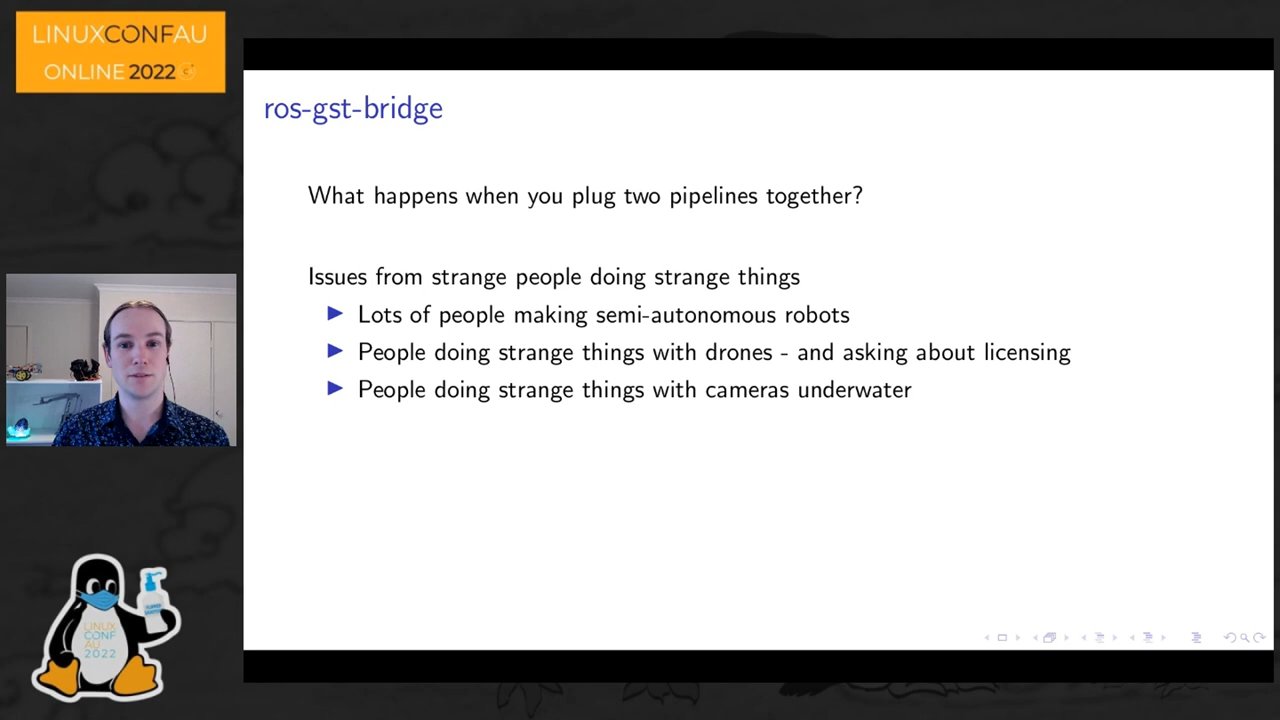 LINUXCONFAU
ONLINE 2022
ros-gst-bridge
What happens when you plug two pipelines together?
Issues from strange people doing strange things
Lots of people making semi-autonomous robots
People doing strange things with drones - and asking about licensing
People doing strange things with cameras underwater
LINUX
CONF
AU
2022